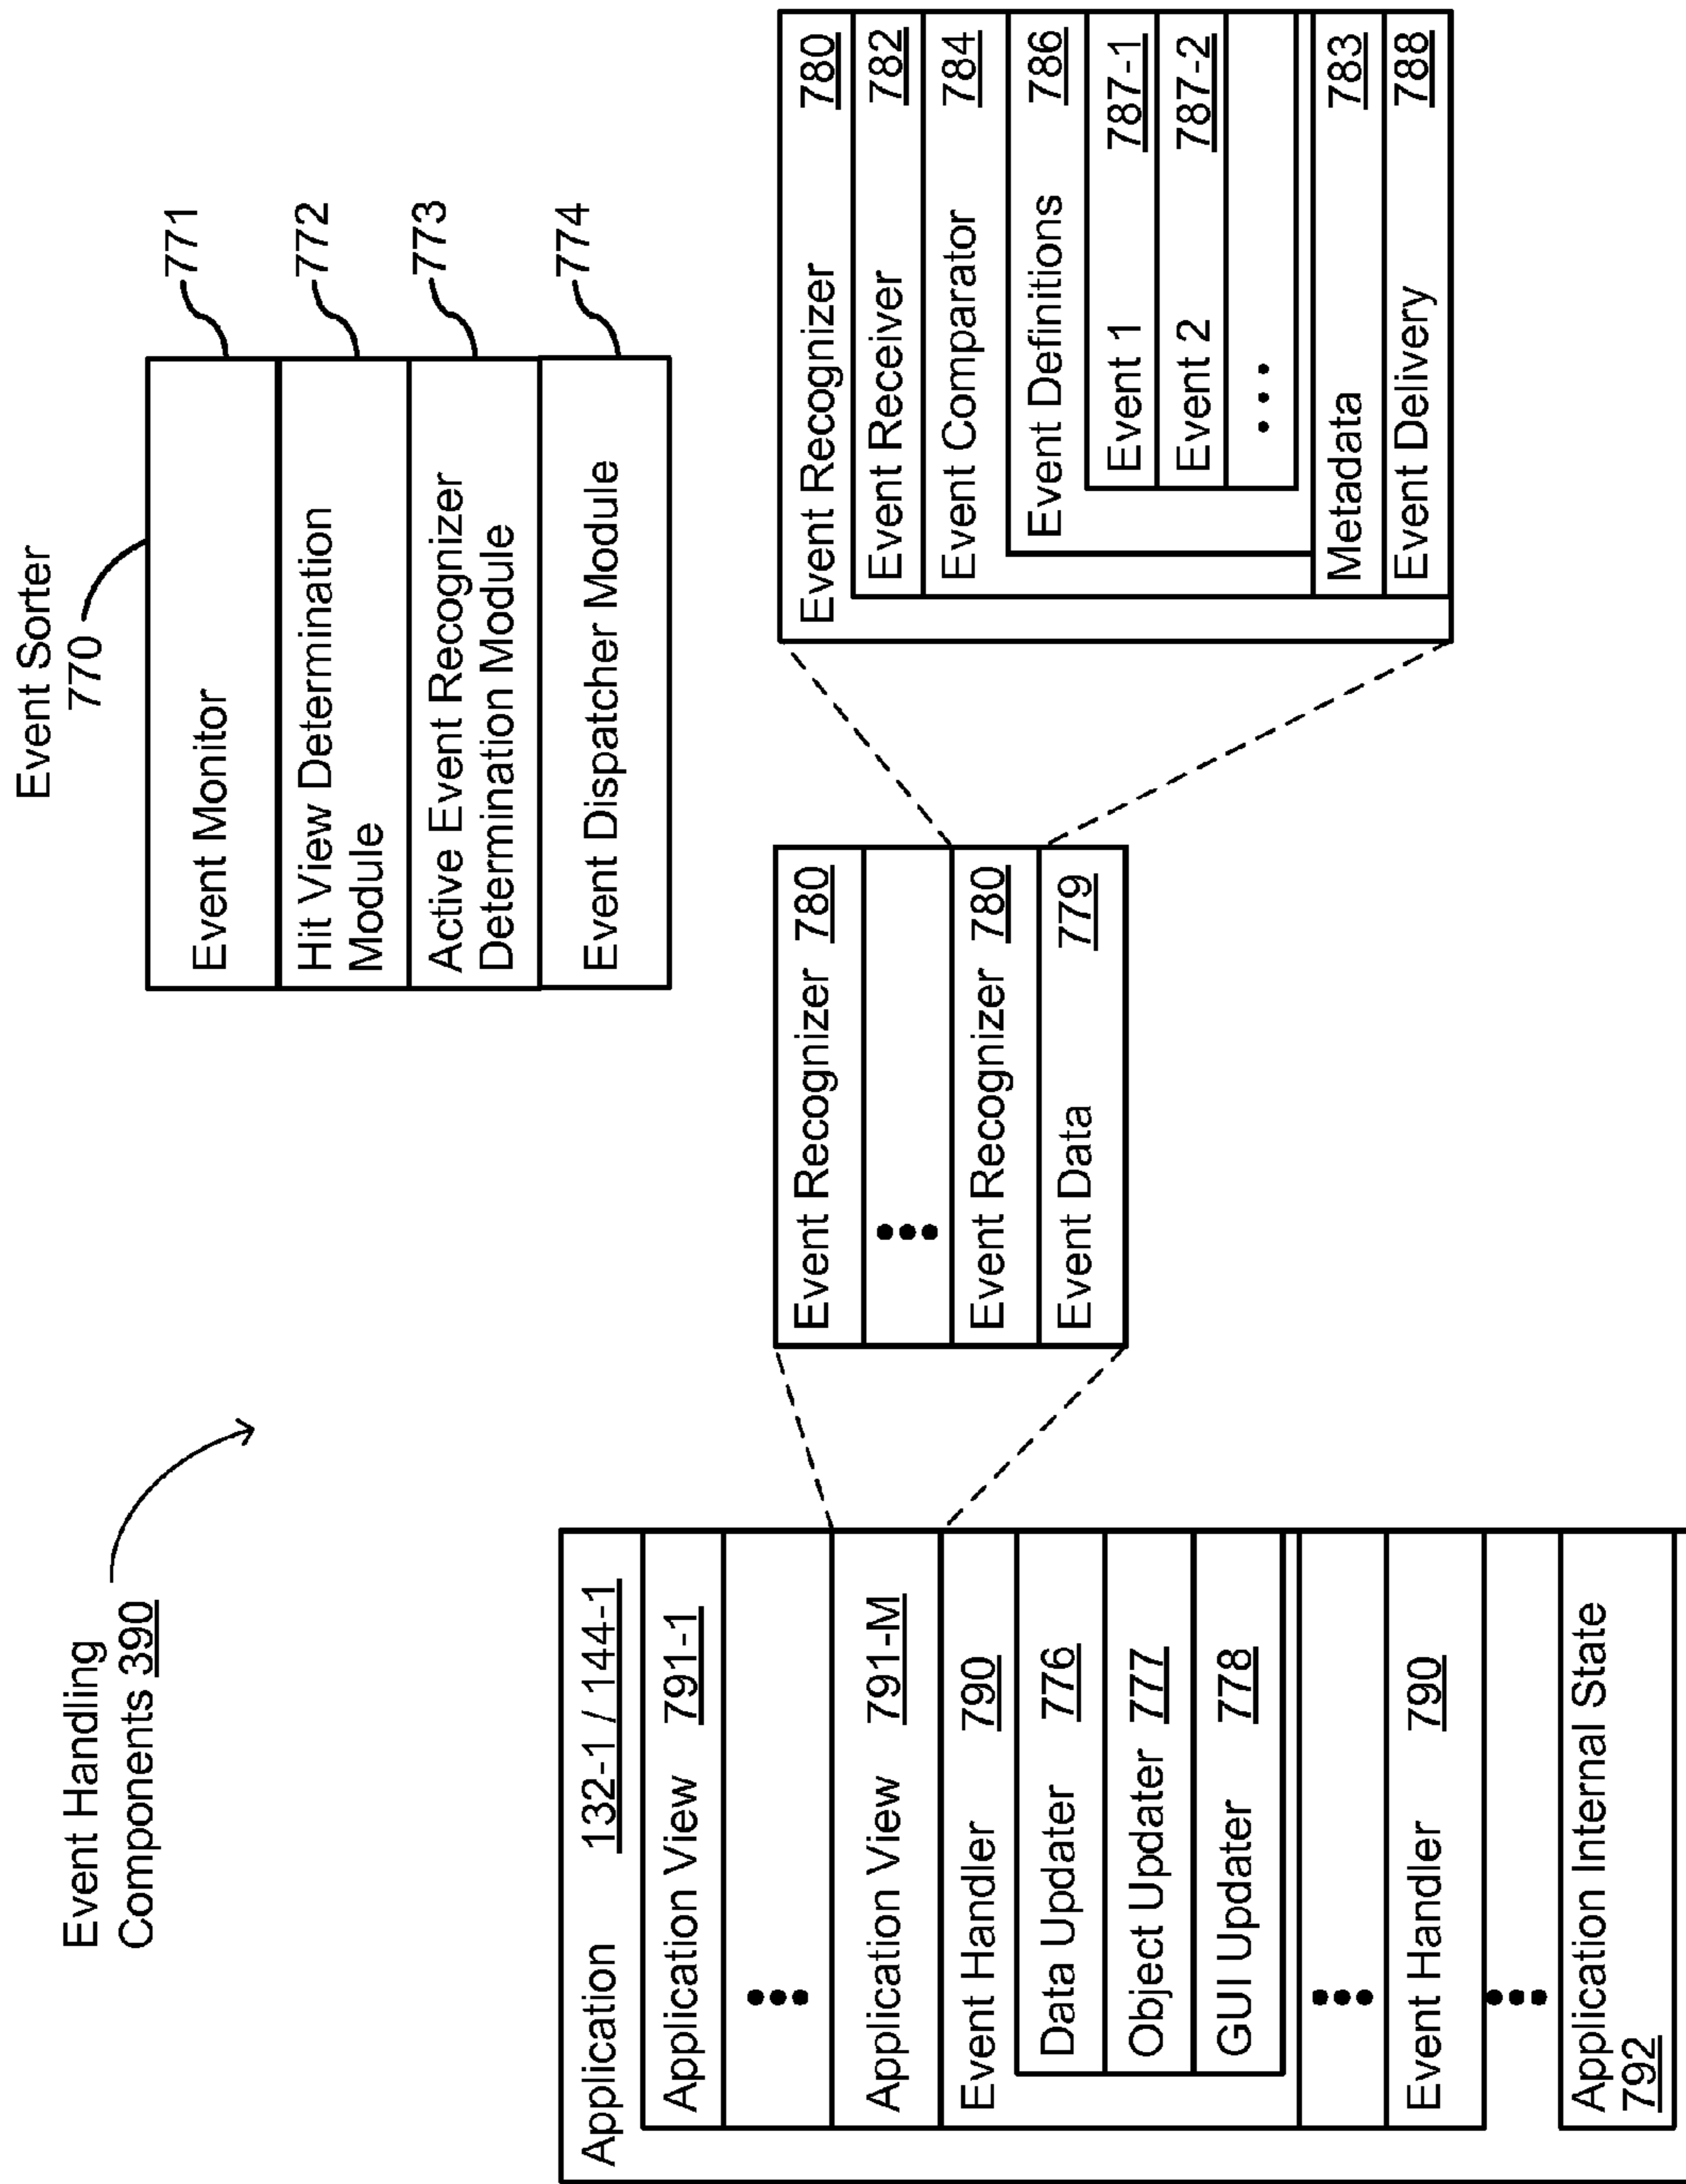 Event Handling
Components 390
Event Sorter
770
Event Monitor
771
Hit View Determination
Module
772
Active Event Recognizer
Determination Module
773
Event Dispatcher Module
774
Application 132-1 / 144-1
Application View 791-1
•••
Application View 791-M
Event Handler 790
Data Updater 776
Object Updater 777
GUI Updater 778
•••
Event Handler 790
•••
Application Internal State
792
Event Recognizer 780
•••
Event Recognizer 780
Event Data 779
Event Recognizer 780
Event Receiver 782
Event Comparator 784
Event Definitions 786
Event 1 787-1
Event 2 787-2
•••
Metadata 783
Event Delivery 788